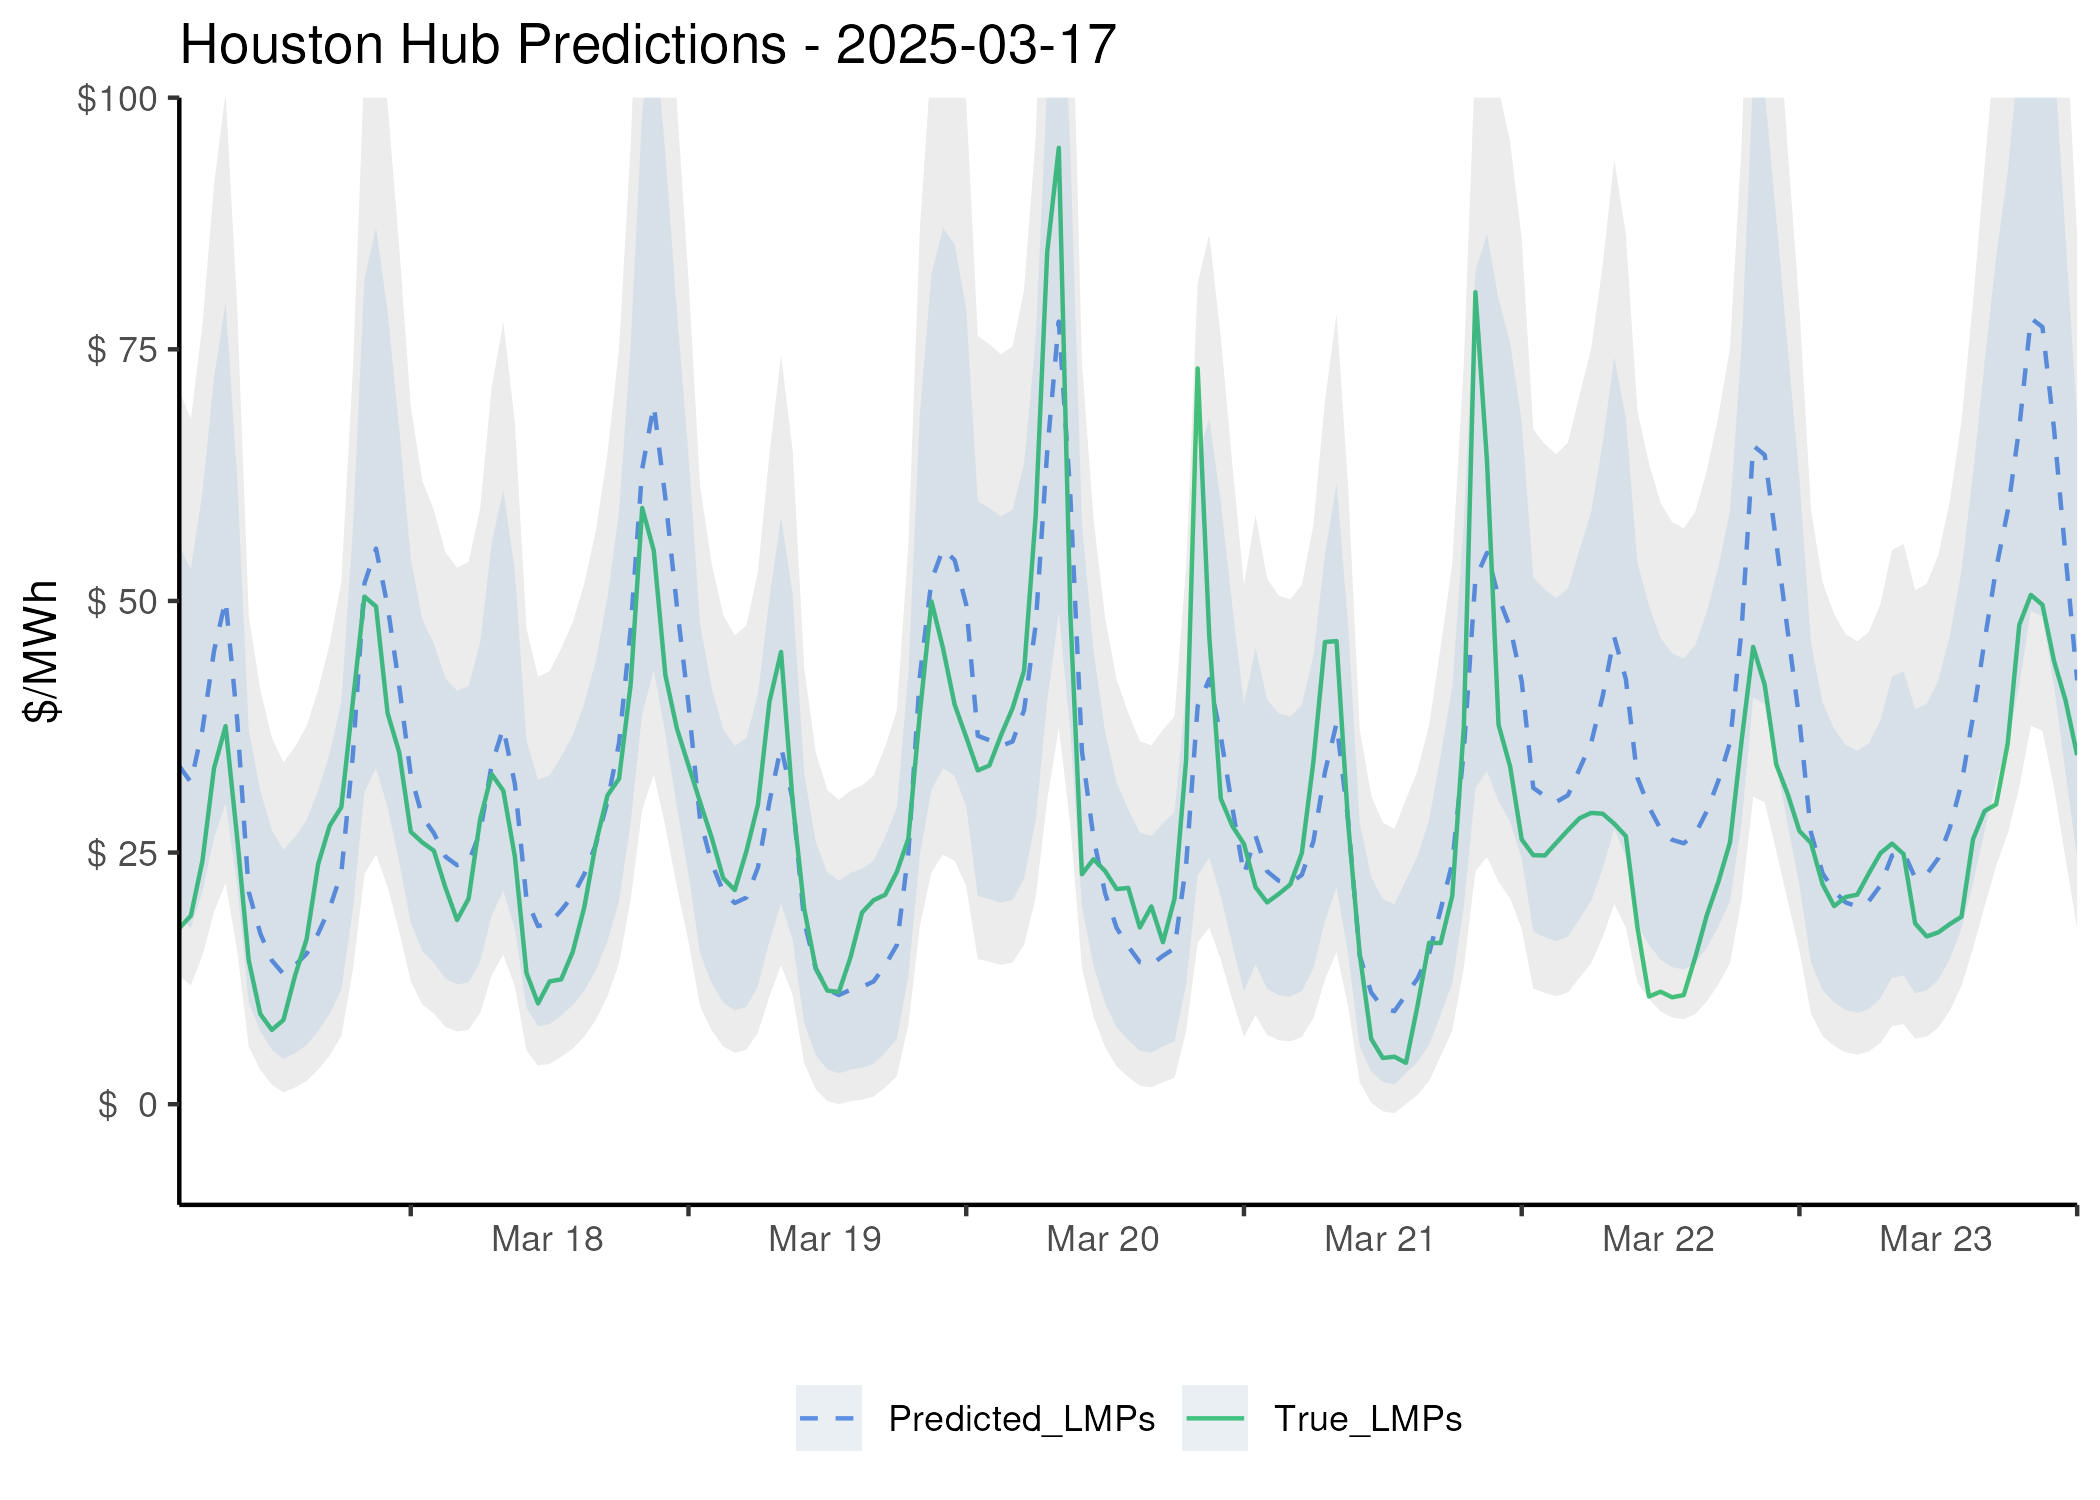 Houston Hub Predictions - 2025-03-17
$100
$ 75
$ 50
$ 25
$ 0
$/MWh
Mar 18 Mar 19 Mar 20 Mar 21 Mar 22 Mar 23
Predicted_LMPs True_LMPs